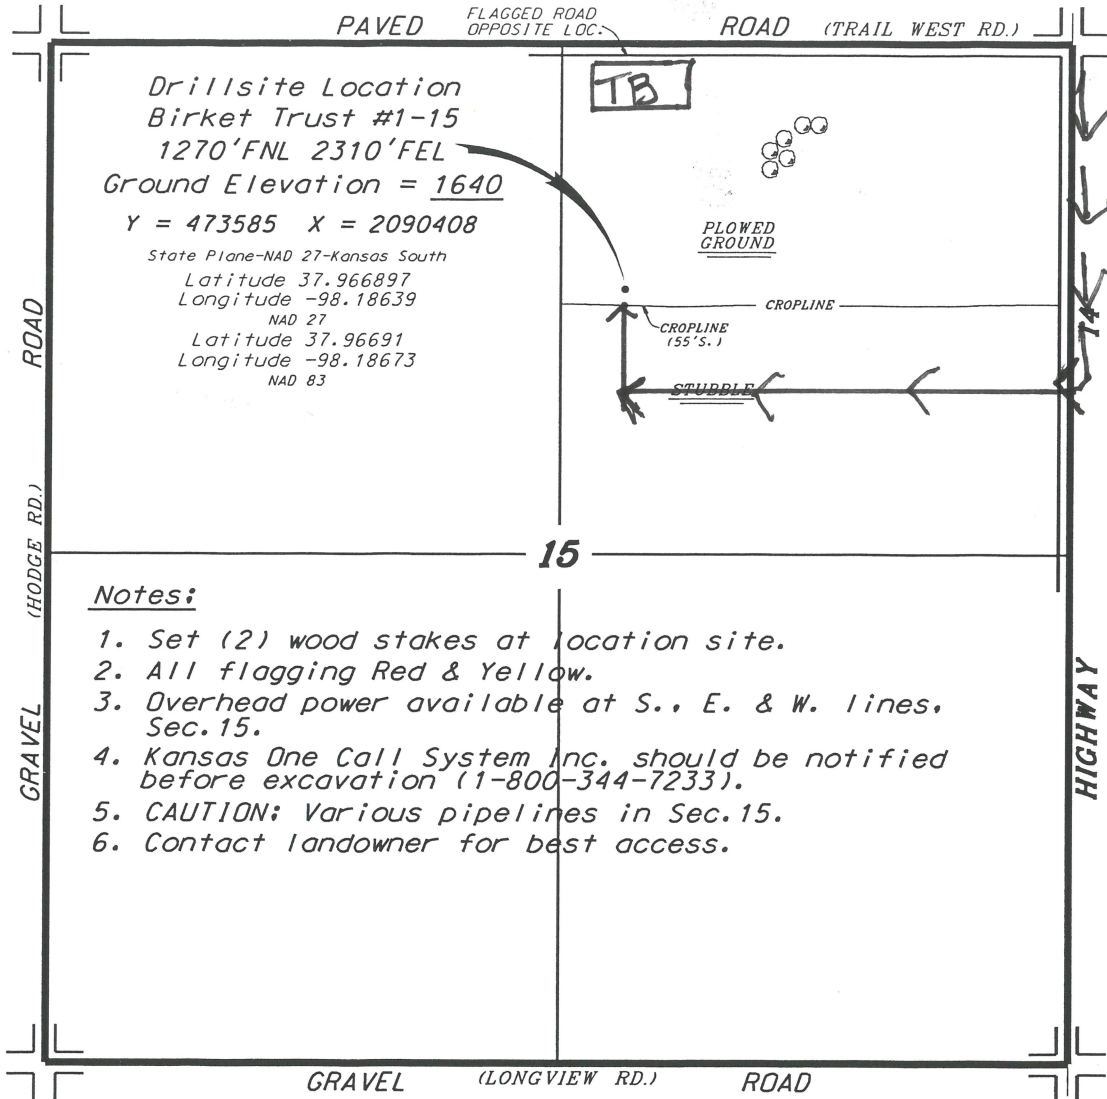 PAVED FLAGGED ROAD ROAD (TRAIL WEST RD.)
OPPOSITE LOC.
Drillsite Location
Birket Trust #1-15
1270'FNL 2310'FEL
Ground Elevation = 1640
Y = 473585 X = 2090408
State Plane-NAD 27-Kansas South
Latitude 37.966897
Longitude -98.18639
NAD 27
Latitude 37.96691
Longitude -98.18673
NAD 83
TB
PLOWED
GROUND
CROPLINE
CROPLINE
(55'S.)
STUBBLE
14
HIGHWAY
GRAVEL (HODGE RD.) ROAD
15
Notes:
1. Set (2) wood stakes at location site.
2. All flagging Red & Yellow.
3. Overhead power available at S., E. & W. lines,
Sec.15.
4. Kansas One Call System Inc. should be notified
before excavation (1-800-344-7233).
5. CAUTION: Various pipelines in Sec.15.
6. Contact landowner for best access.
GRAVEL (LONGVIEW RD.) ROAD